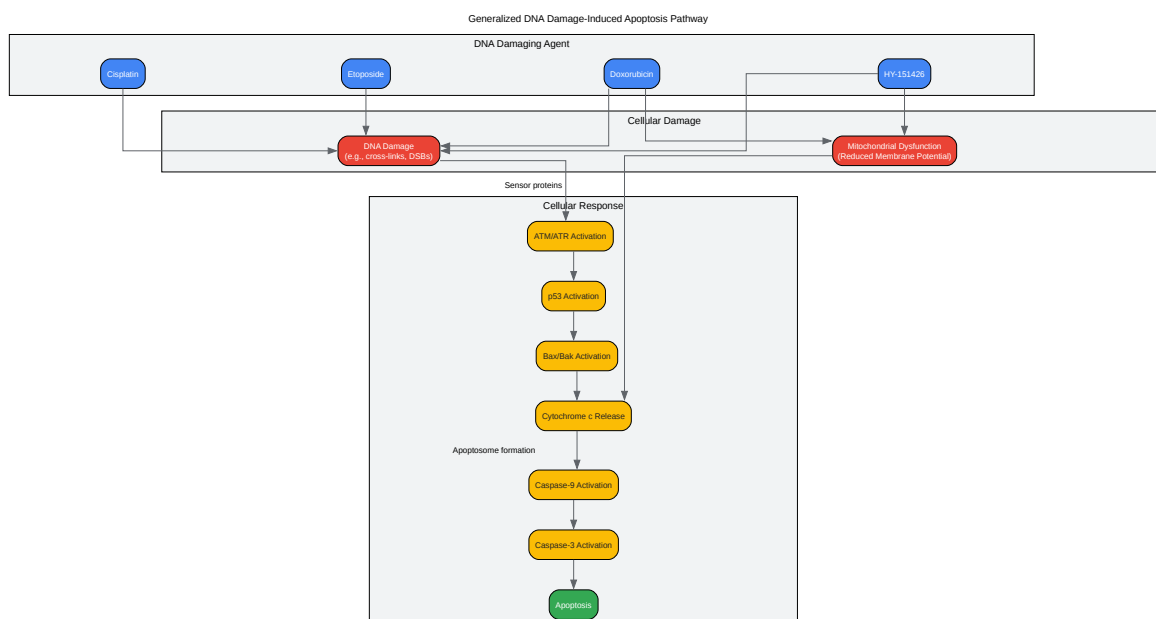 Generalized DNA Damage-Induced Apoptosis Pathway
DNA Damaging Agent
Cisplatin
Etoposide
Doxorubicin
HY-151426
Cellular Damage
DNA Damage
(e.g., cross-links, DSBs)
Mitochondrial Dysfunction
(Reduced Membrane Potential)
Sensor proteins
Cellular Response
ATM/ATR Activation
p53 Activation
Bax/Bak Activation
Cytochrome c Release
Apoptosome formation
Caspase-9 Activation
Caspase-3 Activation
Apoptosis